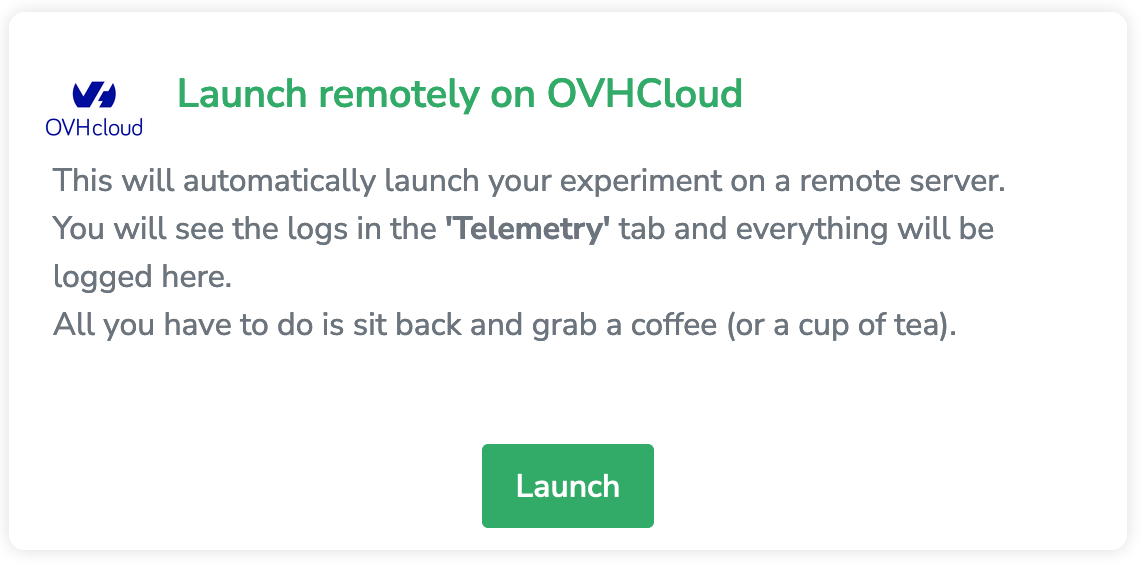 Launch remotely on OVHCloud
OVHcloud
This will automatically launch your experiment on a remote server.
You will see the logs in the 'Telemetry' tab and everything will be
logged here.
All you have to do is sit back and grab a coffee (or a cup of tea).
Launch